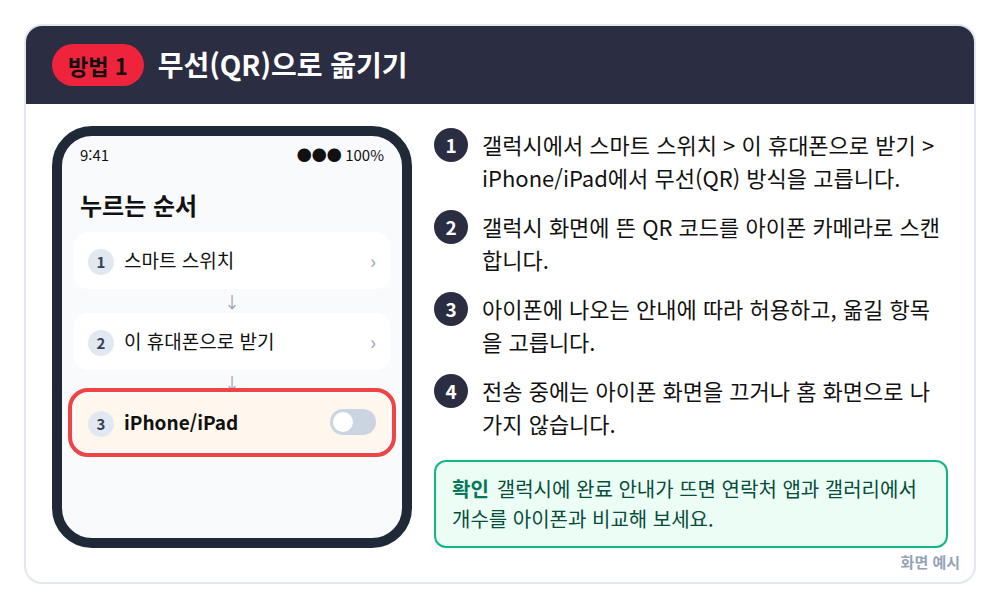 방법 1 무선(QR)으로 옮기기
9:41 ●●● 100%
누르는 순서
1 스마트 스위치 ›
↓
2 이 휴대폰으로 받기 ›
↓
3 iPhone/iPad
1 갤럭시에서 스마트 스위치 > 이 휴대폰으로 받기 >
iPhone/iPad에서 무선(QR) 방식을 고릅니다.
2 갤럭시 화면에 뜬 QR 코드를 아이폰 카메라로 스캔
합니다.
3 아이폰에 나오는 안내에 따라 허용하고, 옮길 항목
을 고릅니다.
4 전송 중에는 아이폰 화면을 끄거나 홈 화면으로 나
가지 않습니다.
확인 갤럭시에 완료 안내가 뜨면 연락처 앱과 갤러리에서
개수를 아이폰과 비교해 보세요.
화면 예시